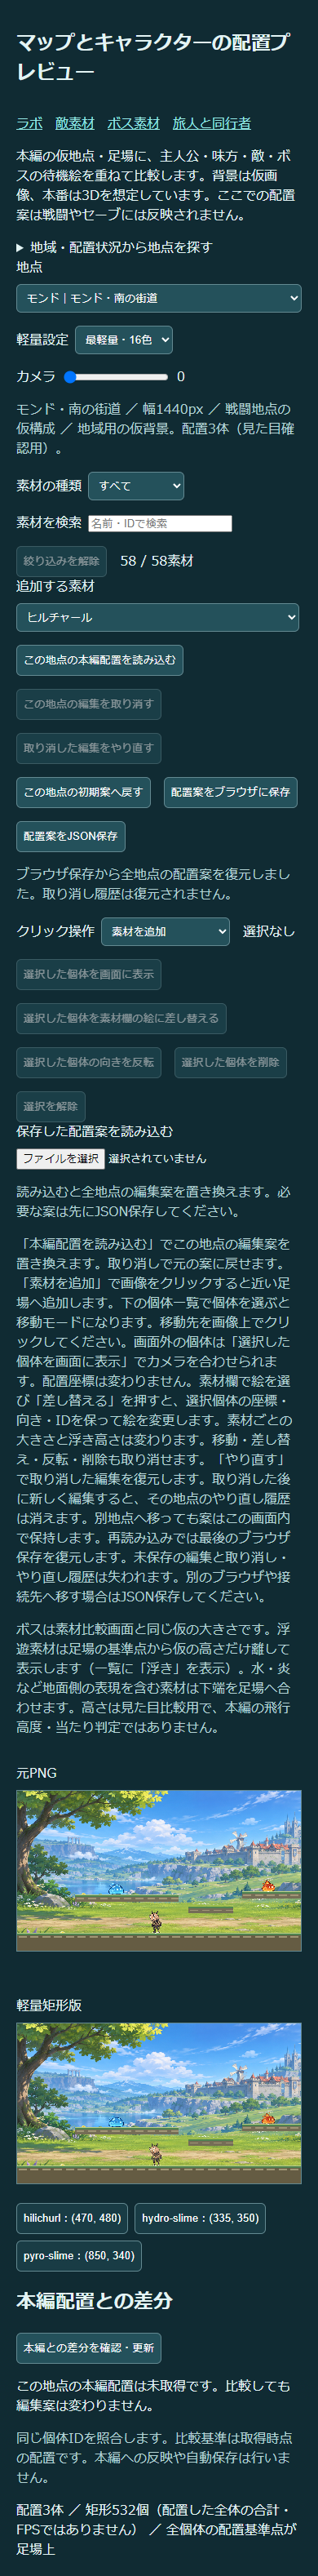 マップとキャラクターの配置プ
レビュー
ラボ 敵素材 ボス素材 旅人と同行者
本編の仮地点・足場に、主人公・味方・敵・ボ
スの待機絵を重ねて比較します。背景は仮画
像、本番は3Dを想定しています。ここでの配置
案は戦闘やセーブには反映されません。
▶ 地域・配置状況から地点を探す
地点
モンド｜モンド・南の街道
軽量設定 最軽量・16色
カメラ 0
モンド・南の街道 ／ 幅1440px ／ 戦闘地点の
仮構成 ／ 地域用の仮背景。配置3体（見た目確
認用）。
素材の種類 すべて
素材を検索 名前・IDで検索
絞り込みを解除 58 / 58素材
追加する素材
ヒルチャール
この地点の本編配置を読み込む
この地点の編集を取り消す
取り消した編集をやり直す
この地点の初期案へ戻す 配置案をブラウザに保存
配置案をJSON保存
ブラウザ保存から全地点の配置案を復元しまし
た。取り消し履歴は復元されません。
クリック操作 素材を追加 選択なし
選択した個体を画面に表示
選択した個体を素材欄の絵に差し替える
選択した個体の向きを反転 選択した個体を削除
選択を解除
保存した配置案を読み込む
ファイルを選択 選択されていません
読み込むと全地点の編集案を置き換えます。必
要な案は先にJSON保存してください。
「本編配置を読み込む」でこの地点の編集案を
置き換えます。取り消しで元の案に戻せます。
「素材を追加」で画像をクリックすると近い足
場へ追加します。下の個体一覧で個体を選ぶと
移動モードになります。移動先を画像上でクリ
ックしてください。画面外の個体は「選択した
個体を画面に表示」でカメラを合わせられま
す。配置座標は変わりません。素材欄で絵を選
び「差し替える」を押すと、選択個体の座標・
向き・IDを保って絵を変更します。素材ごとの
大きさと浮き高さは変わります。移動・差し替
え・反転・削除も取り消せます。「やり直す」
で取り消した編集を復元します。取り消した後
に新しく編集すると、その地点のやり直し履歴
は消えます。別地点へ移っても案はこの画面内
で保持します。再読み込みでは最後のブラウザ
保存を復元します。未保存の編集と取り消し・
やり直し履歴は失われます。別のブラウザや接
続先へ移す場合はJSON保存してください。
ボスは素材比較画面と同じ仮の大きさです。浮
遊素材は足場の基準点から仮の高さだけ離して
表示します（一覧に「浮き」を表示）。水・炎
など地面側の表現を含む素材は下端を足場へ合
わせます。高さは見た目比較用で、本編の飛行
高度・当たり判定ではありません。
元PNG
軽量矩形版
hilichurl：(470, 480) hydro-slime：(335, 350)
pyro-slime：(850, 340)
本編配置との差分
本編との差分を確認・更新
この地点の本編配置は未取得です。比較しても
編集案は変わりません。
同じ個体IDを照合します。比較基準は取得時点
の配置です。本編への反映や自動保存は行いま
せん。
配置3体 ／ 矩形532個（配置した全体の合計・
FPSではありません） ／ 全個体の配置基準点が
足場上